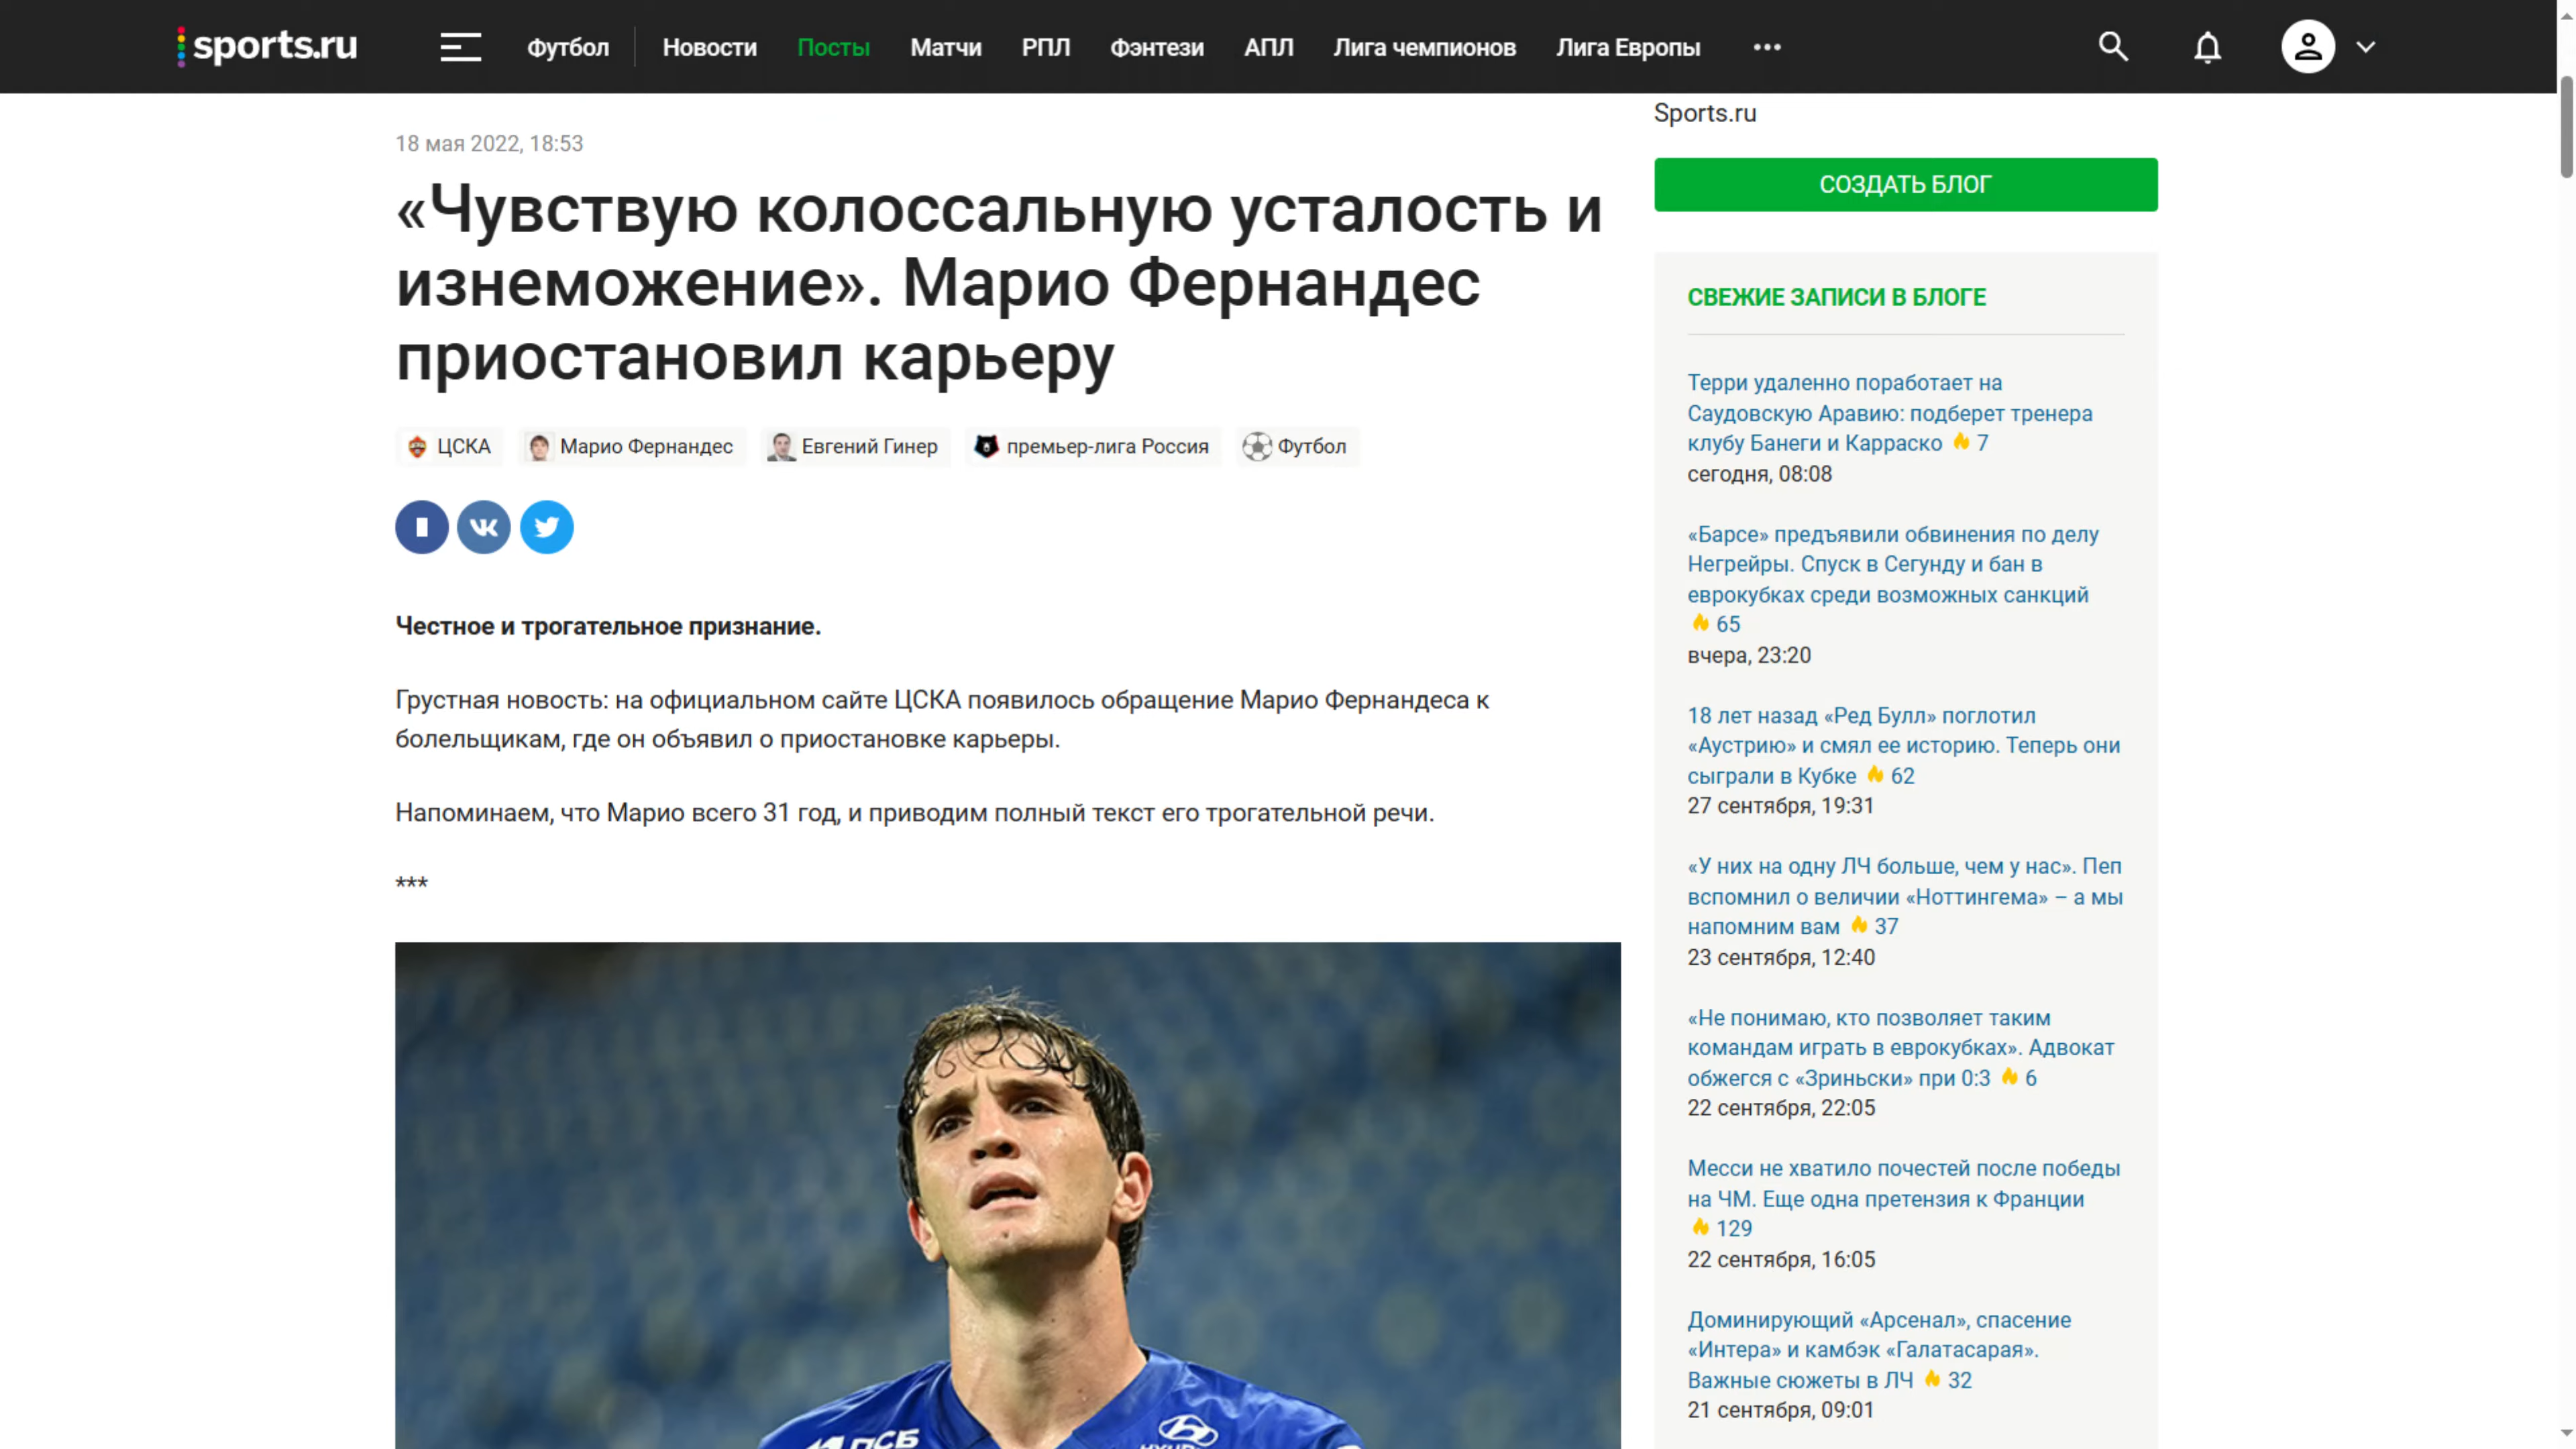 sports.ru
Футбол
Новости
Посты
Матчи
РПЛ
Фэнтези
АПЛ
Лига чемпионов
Лига Европы
18 мая 2022, 18:53
«Чувствую колоссальную усталость и
изнеможение». Марио Фернандес
приостановил карьеру
ЦСКА
Марио Фернандес
Евгений Гинер
премьер-лига Россия
Футбол
Честное и трогательное признание.
Грустная новость: на официальном сайте ЦСКА появилось обращение Марио Фернандеса к
болельщикам, где он объявил о приостановке карьеры.
Напоминаем, что Марио всего 31 год, и приводим полный текст его трогательной речи.
***
ПСБ
HYUN
Sports.ru
СОЗДАТЬ БЛОГ
СВЕЖИЕ ЗАПИСИ В БЛОГЕ
Терри удаленно поработает на
Саудовскую Аравию: подберет тренера
клубу Банеги и Карраско 7
сегодня, 08:08
«Барсе» предъявили обвинения по делу
Негрейры. Спуск в Сегунду и бан в
еврокубках среди возможных санкций
65
вчера, 23:20
18 лет назад «Ред Булл» поглотил
«Аустрию» и смял ее историю. Теперь они
сыграли в Кубке 62
27 сентября, 19:31
«У них на одну ЛЧ больше, чем у нас». Пеп
вспомнил о величии «Ноттингема» – а мы
напомним вам 37
23 сентября, 12:40
«Не понимаю, кто позволяет таким
командам играть в еврокубках». Адвокат
обжегся с «Зриньски» при 0:3 6
22 сентября, 22:05
Месси не хватило почестей после победы
на ЧМ. Еще одна претензия к Франции
129
22 сентября, 16:05
Доминирующий «Арсенал», спасение
«Интера» и камбэк «Галатасарая».
Важные сюжеты в ЛЧ 32
21 сентября, 09:01